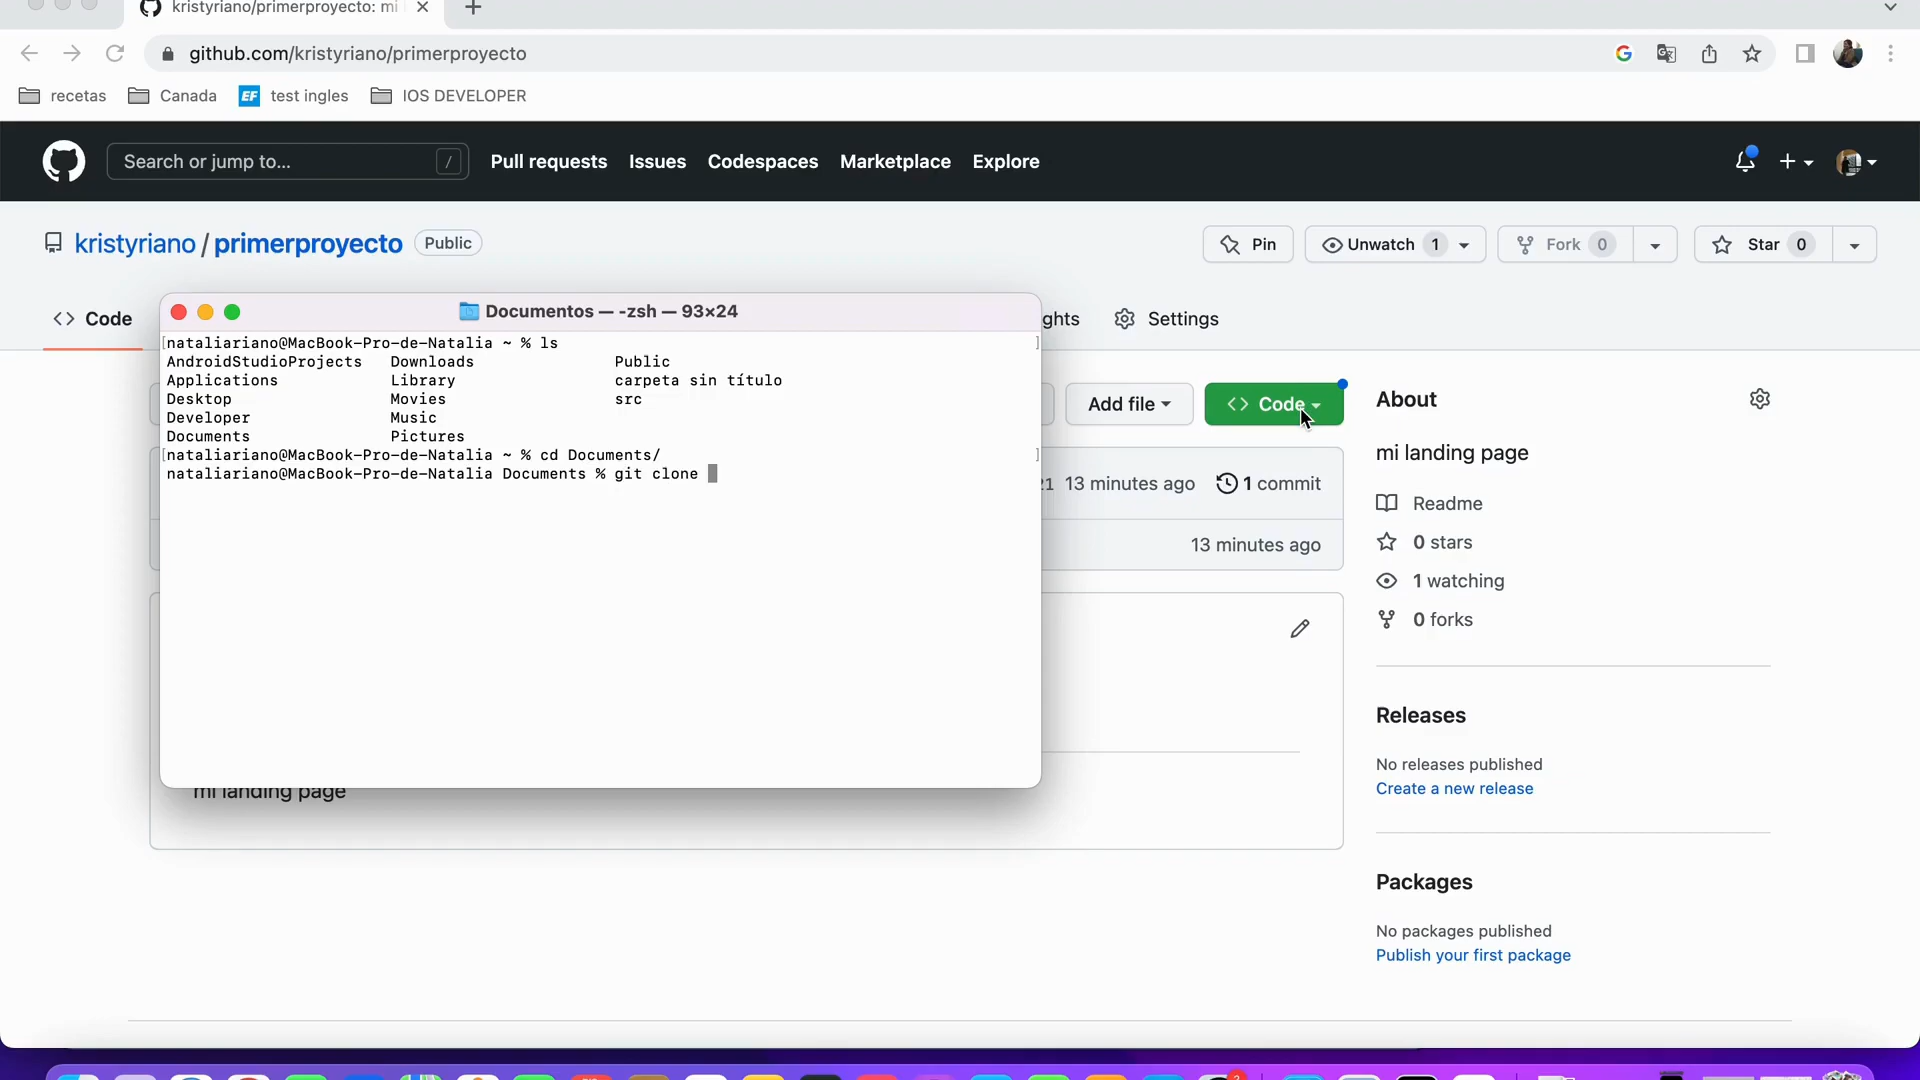 kristyriano/primerproyecto: mi
github.com/kristyriano/primerproyecto
recetas Canada EF test ingles IOS DEVELOPER
Search or jump to... / Pull requests Issues Codespaces Marketplace Explore
kristyriano / primerproyecto Public Pin Unwatch 1 Fork 0 Star 0
Code ghts Settings
Documentos — -zsh — 93×24
[nataliariano@MacBook-Pro-de-Natalia ~ % ls ]
AndroidStudioProjects Downloads Public
Applications Library carpeta sin título
Desktop Movies src
Developer Music
Documents Pictures
[nataliariano@MacBook-Pro-de-Natalia ~ % cd Documents/ ]
nataliariano@MacBook-Pro-de-Natalia Documents % git clone
Add file Code
21 13 minutes ago 1 commit
13 minutes ago
mi landing page
About
mi landing page
Readme
0 stars
1 watching
0 forks
Releases
No releases published
Create a new release
Packages
No packages published
Publish your first package